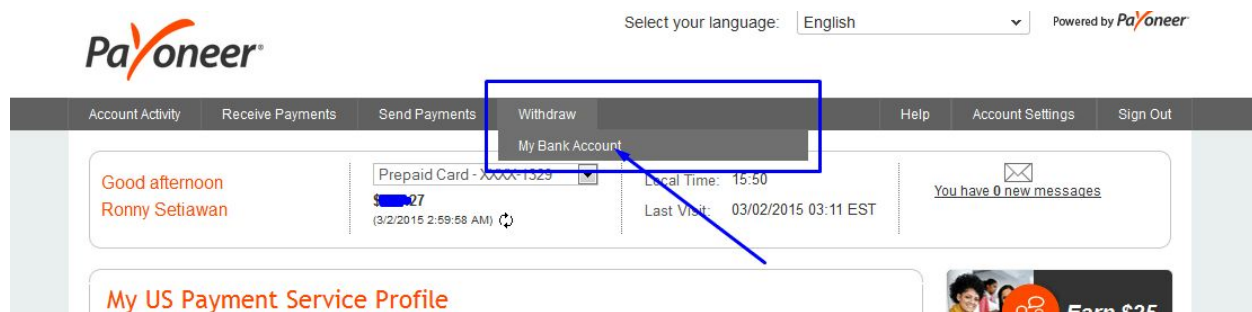 Select your language: English
Powered by Payoneer
Payoneer
Account Activity Receive Payments Send Payments Withdraw Help Account Settings Sign Out
My Bank Account
Good afternoon
Ronny Setiawan
Prepaid Card - XXXX-1329
$ 27
(3/2/2015 2:59:58 AM)
Local Time: 15:50
Last Visit: 03/02/2015 03:11 EST
You have 0 new messages
My US Payment Service Profile
Earn $25